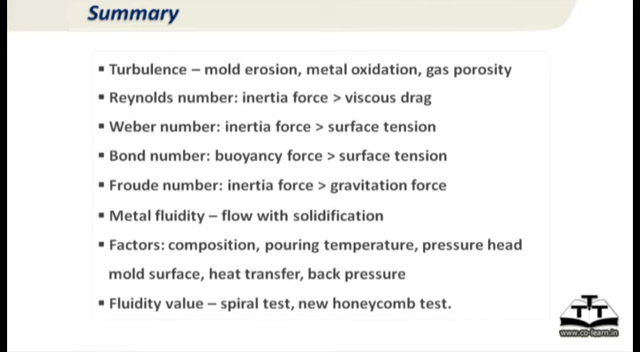 Summary
▪ Turbulence – mold erosion, metal oxidation, gas porosity
▪ Reynolds number: inertia force > viscous drag
▪ Weber number: inertia force > surface tension
▪ Bond number: buoyancy force > surface tension
▪ Froude number: inertia force > gravitation force
▪ Metal fluidity – flow with solidification
▪ Factors: composition, pouring temperature, pressure head
mold surface, heat transfer, back pressure
▪ Fluidity value – spiral test, new honeycomb test.
TTT
www.co-learn.in